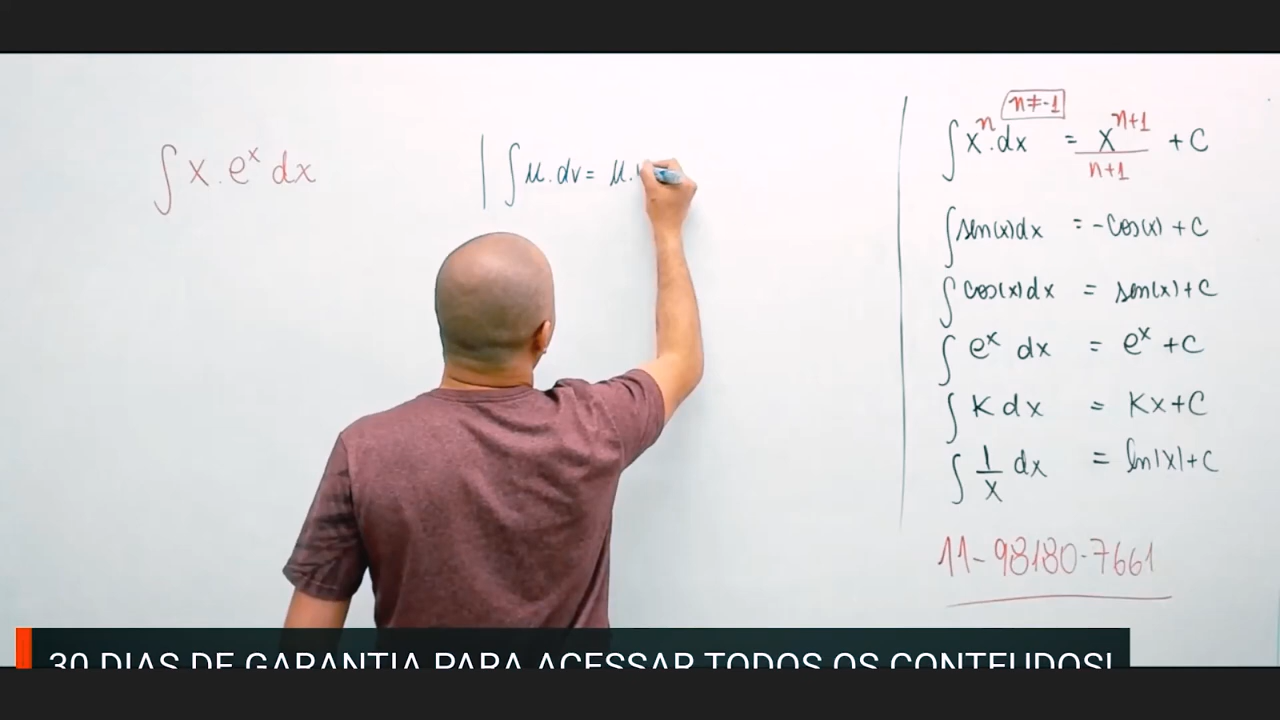 ∫ x . eˣ dx
| ∫ μ . dv = μ .
n ≠ -1
∫ xⁿ . dx = xⁿ⁺¹ / n+1 + C
∫ sen(x) dx = - cos(x) + C
∫ cos(x) dx = sen(x) + C
∫ eˣ dx = eˣ + C
∫ K dx = Kx + C
∫ 1/x dx = ln|x| + C
11-98180-7661
30 DIAS DE GARANTIA PARA ACESSAR TODOS OS CONTEUDOS!